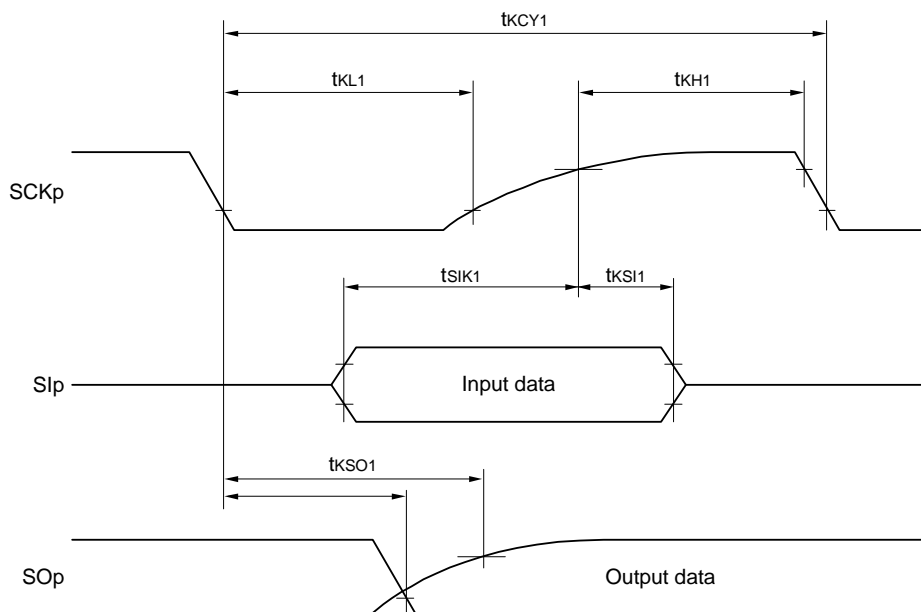 tKCY1
tKL1
tKH1
SCKp
tSIK1
tKSI1
SIp
Input data
tKSO1
SOp
Output data